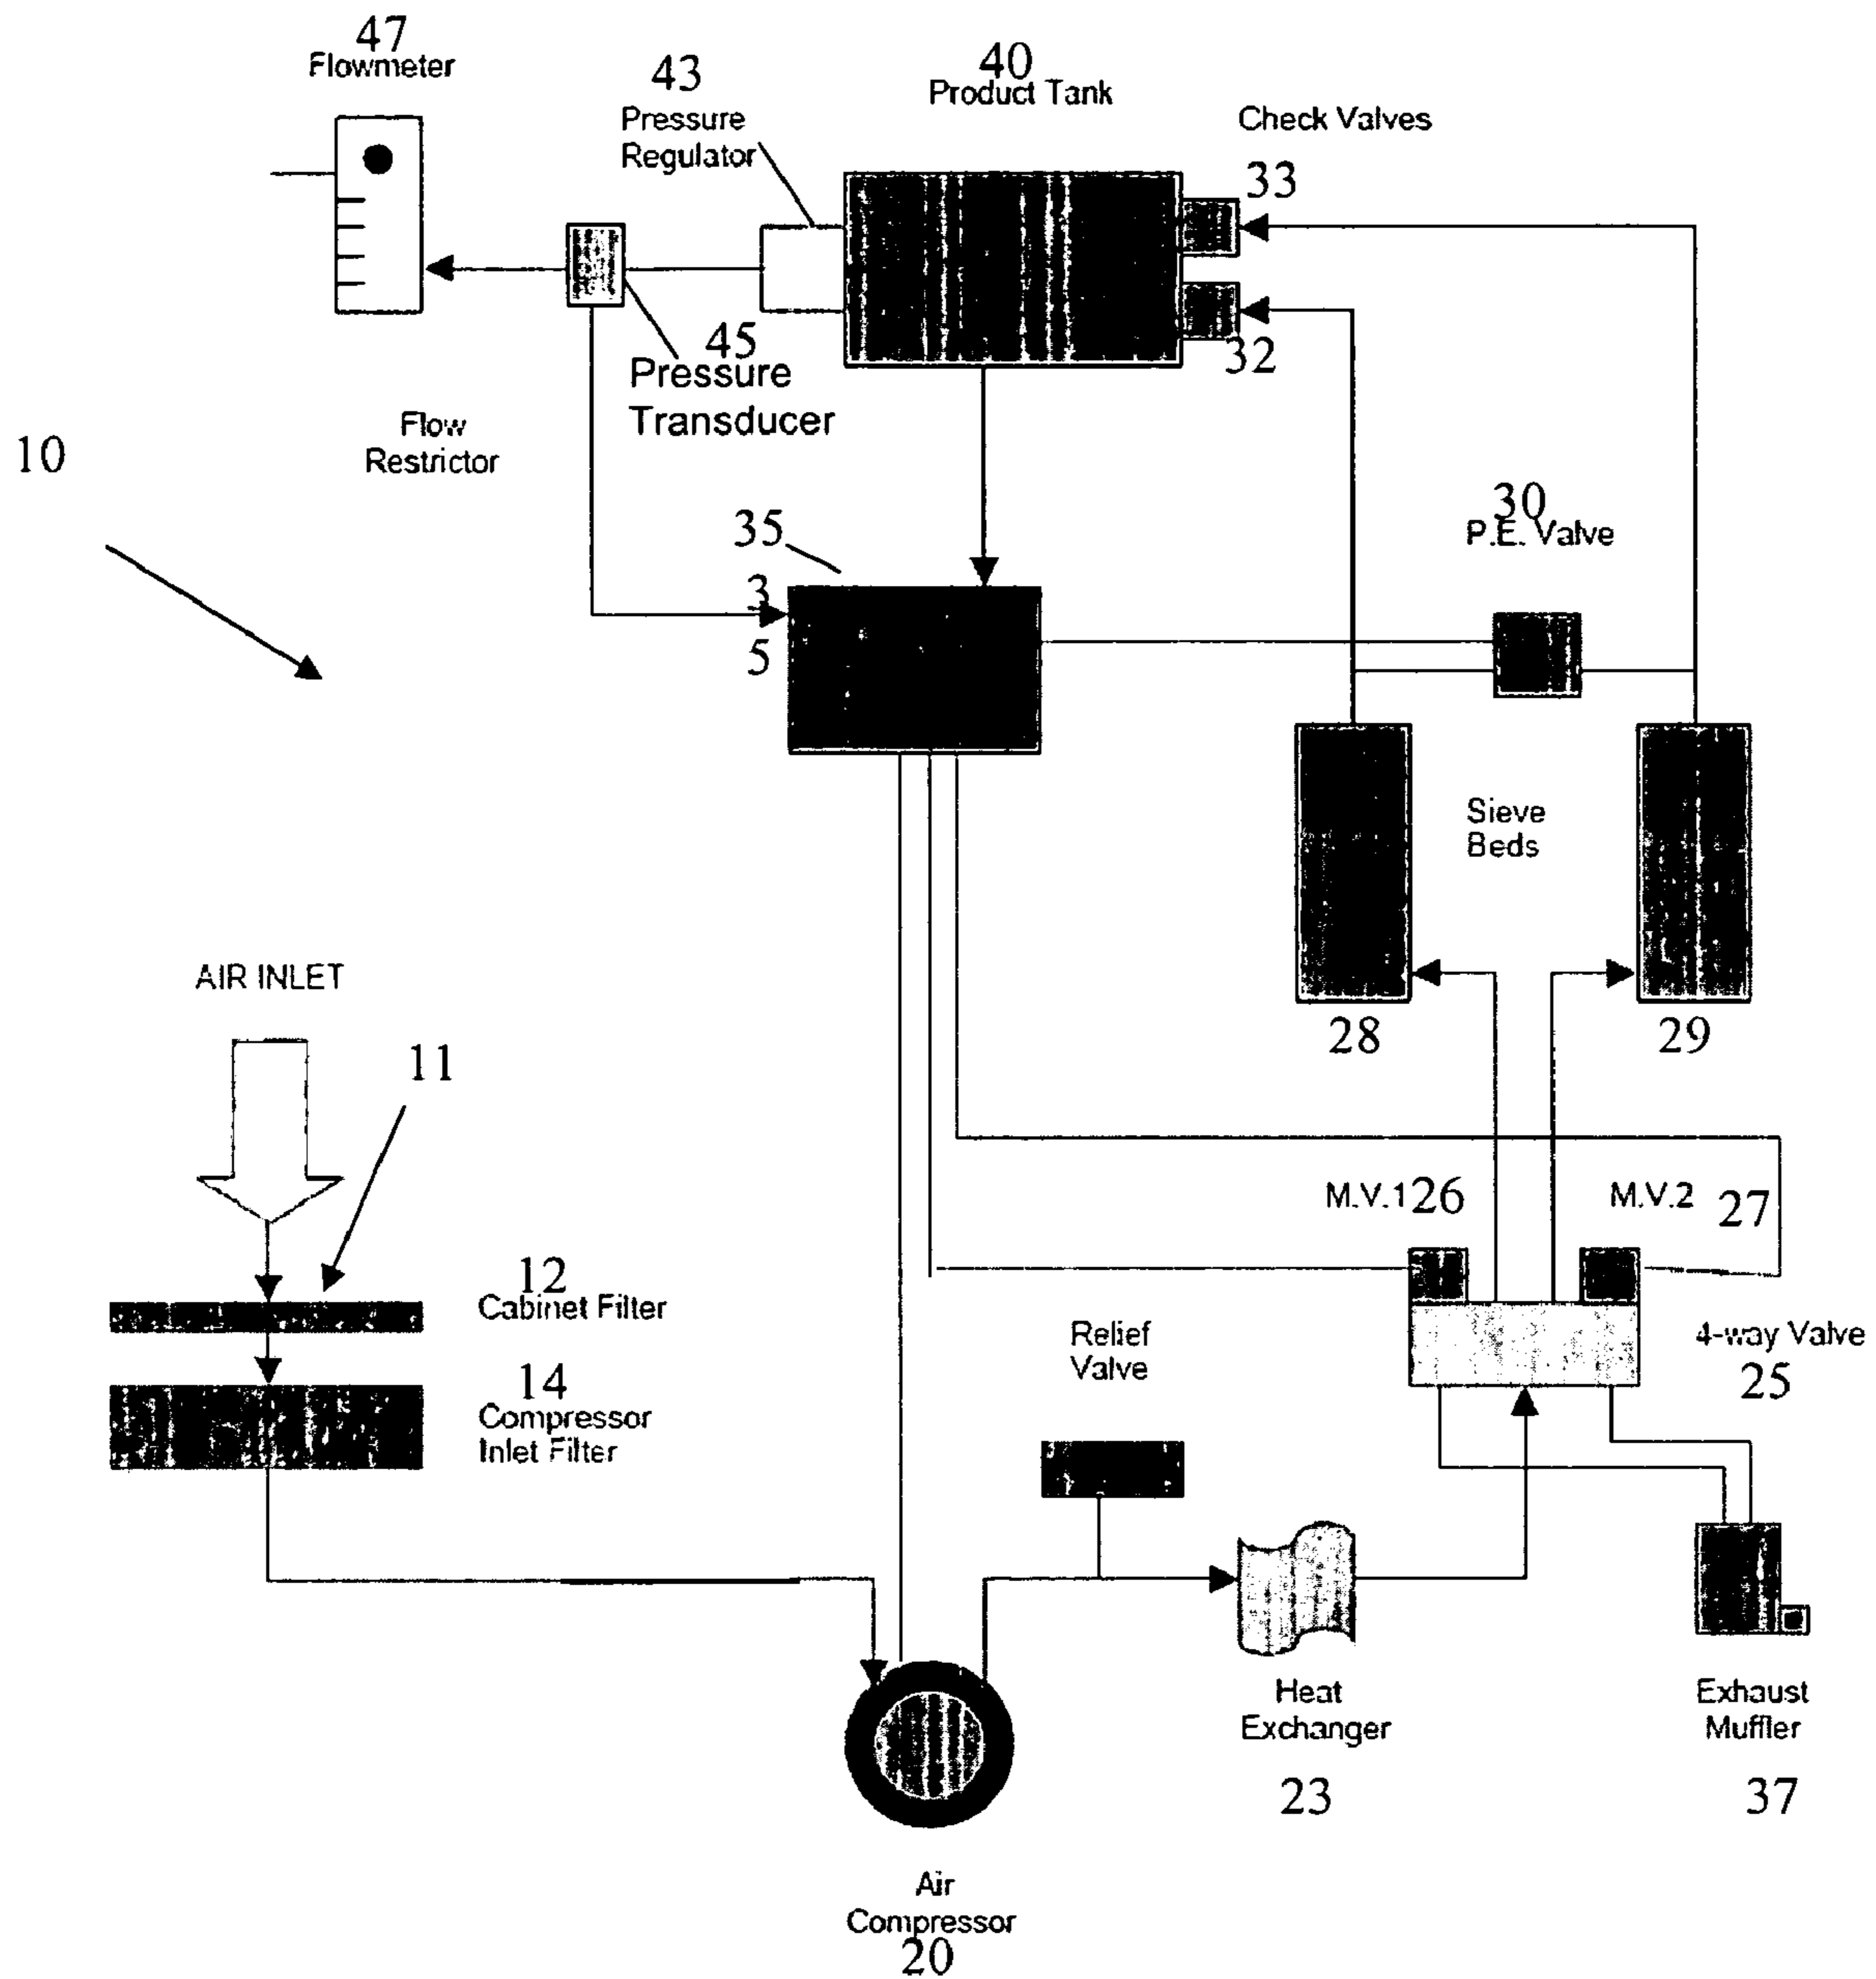 47
Flowmeter
43
Pressure
Regulator
40
Product Tank
Check Valves
33
32
45
Pressure
Transducer
Flow
Restrictor
10
35
3
5
30
P.E. Valve
Sieve
Beds
28
29
AIR INLET
11
M.V.1 26
M.V.2 27
12
Cabinet Filter
14
Compressor
Inlet Filter
Relief
Valve
4-way Valve
25
Heat
Exchanger
23
Exhaust
Muffler
37
Air
Compressor
20